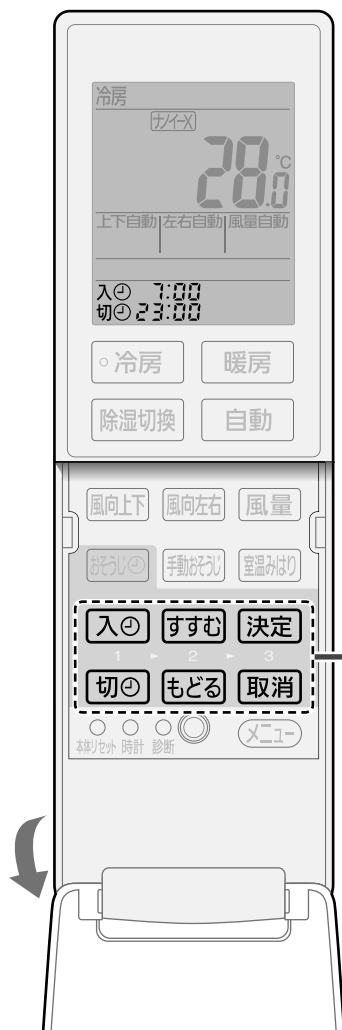 冷房
ナノイーX
28.0℃
上下自動 左右自動 風量自動
入 7:00
切 23:00
冷房 暖房
除湿切換 自動
風向上下 風向左右 風量
おそうじ 手動おそうじ 室温みはり
入 すすむ 決定
1 ► 2 ► 3
切 もどる 取消
本体リセット 時計 診断 メニュー